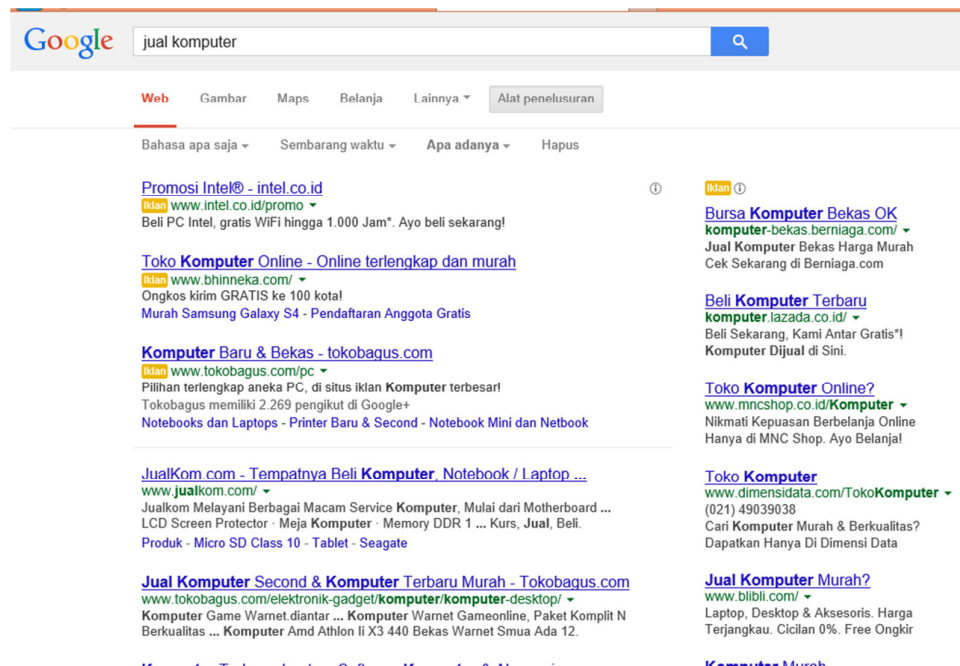 Google
jual komputer
Web Gambar Maps Belanja Lainnya Alat penelusuran
Bahasa apa saja Sembarang waktu Apa adanya Hapus
Promosi Intel® - intel.co.id
Iklan www.intel.co.id/promo
Beli PC Intel, gratis WiFi hingga 1.000 Jam*. Ayo beli sekarang!
Toko Komputer Online - Online terlengkap dan murah
Iklan www.bhinneka.com/
Ongkos kirim GRATIS ke 100 kota!
Murah Samsung Galaxy S4 - Pendaftaran Anggota Gratis
Komputer Baru & Bekas - tokobagus.com
Iklan www.tokobagus.com/pc
Pilihan terlengkap aneka PC, di situs iklan Komputer terbesar!
Tokobagus memiliki 2.269 pengikut di Google+
Notebooks dan Laptops - Printer Baru & Second - Notebook Mini dan Netbook
JualKom.com - Tempatnya Beli Komputer, Notebook / Laptop ...
www.jualkom.com/
Jualkom Melayani Berbagai Macam Service Komputer, Mulai dari Motherboard ...
LCD Screen Protector · Meja Komputer · Memory DDR 1 ... Kurs, Jual, Beli.
Produk - Micro SD Class 10 - Tablet - Seagate
Jual Komputer Second & Komputer Terbaru Murah - Tokobagus.com
www.tokobagus.com/elektronik-gadget/komputer/komputer-desktop/
Komputer Game Warnet.diantar ... Komputer Warnet Gameonline, Paket Komplit N
Berkualitas ... Komputer Amd Athlon Ii X3 440 Bekas Warnet Smua Ada 12.
Iklan
Bursa Komputer Bekas OK
komputer-bekas.berniaga.com/
Jual Komputer Bekas Harga Murah
Cek Sekarang di Berniaga.com
Beli Komputer Terbaru
komputer.lazada.co.id/
Beli Sekarang, Kami Antar Gratis*!
Komputer Dijual di Sini.
Toko Komputer Online?
www.mncshop.co.id/Komputer
Nikmati Kepuasan Berbelanja Online
Hanya di MNC Shop. Ayo Belanja!
Toko Komputer
www.dimensidata.com/TokoKomputer
(021) 49039038
Cari Komputer Murah & Berkualitas?
Dapatkan Hanya Di Dimensi Data
Jual Komputer Murah?
www.blibli.com/
Laptop, Desktop & Aksesoris. Harga
Terjangkau. Cicilan 0%. Free Ongkir
Komputer Murah